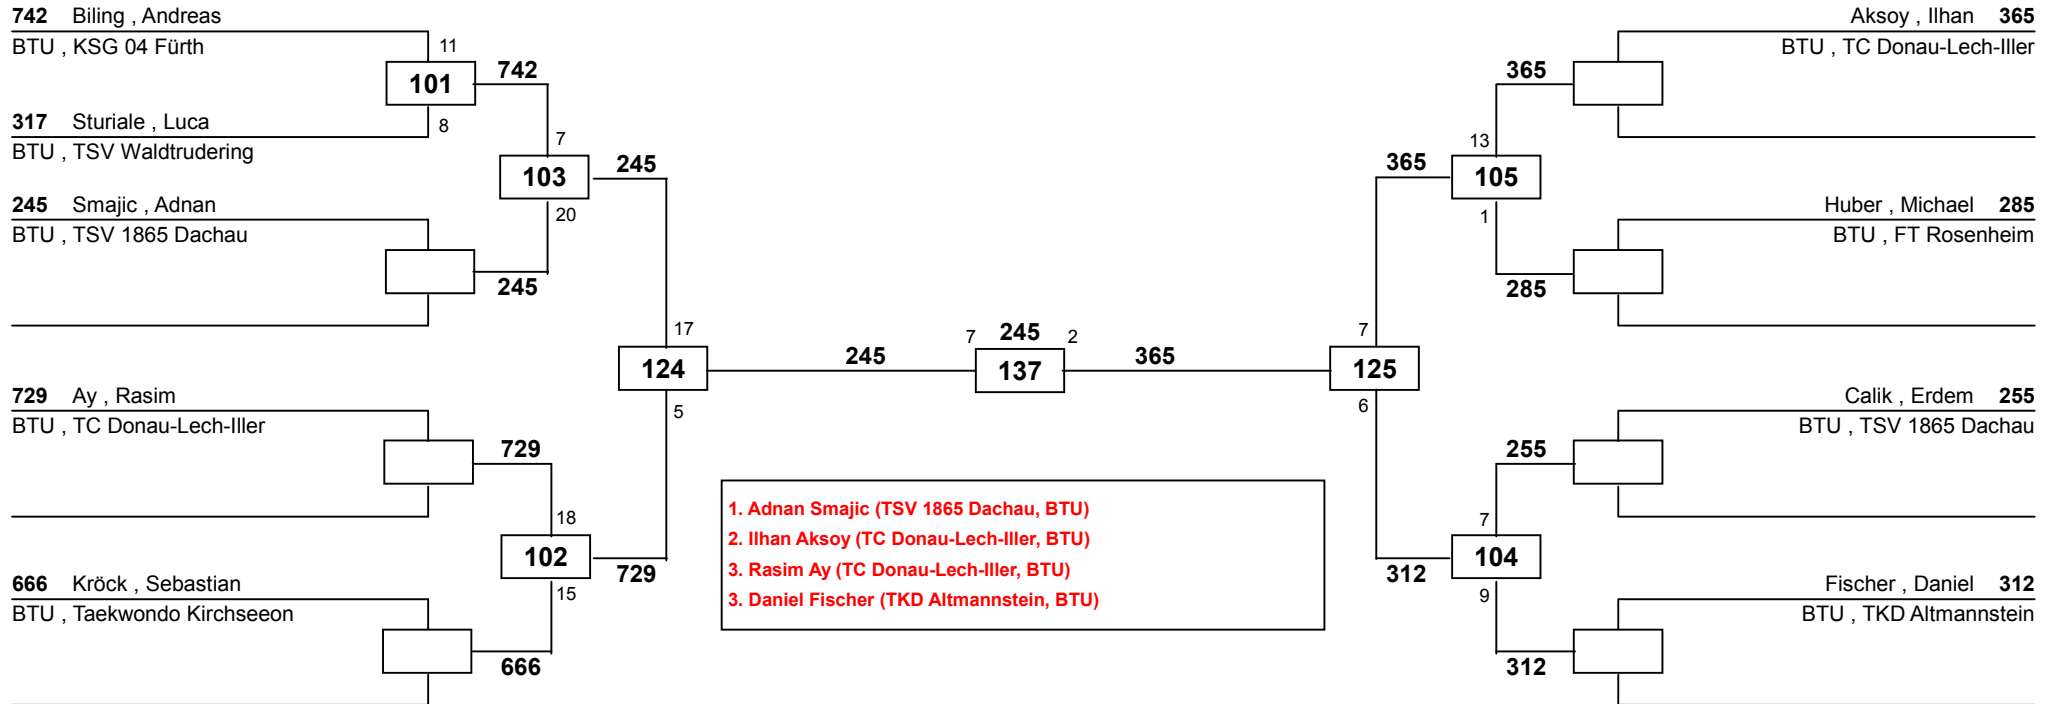 742 Biling , Andreas
BTU , KSG 04 Fürth
11
101
742
317 Sturiale , Luca
8
BTU , TSV Waldtrudering
7
103
245
245 Smajic , Adnan
20
BTU , TSV 1865 Dachau
245
17
124
245
5
729 Ay , Rasim
BTU , TC Donau-Lech-Iller
729
18
102
729
15
666 Kröck , Sebastian
BTU , Taekwondo Kirchseeon
666
7 245 2
137
365
1. Adnan Smajic (TSV 1865 Dachau, BTU)
2. Ilhan Aksoy (TC Donau-Lech-Iller, BTU)
3. Rasim Ay (TC Donau-Lech-Iller, BTU)
3. Daniel Fischer (TKD Altmannstein, BTU)
Aksoy , Ilhan 365
BTU , TC Donau-Lech-Iller
365
13
365
105
1
Huber , Michael 285
BTU , FT Rosenheim
285
7
125
6
Calik , Erdem 255
BTU , TSV 1865 Dachau
255
7
104
312
9
Fischer , Daniel 312
BTU , TKD Altmannstein
312